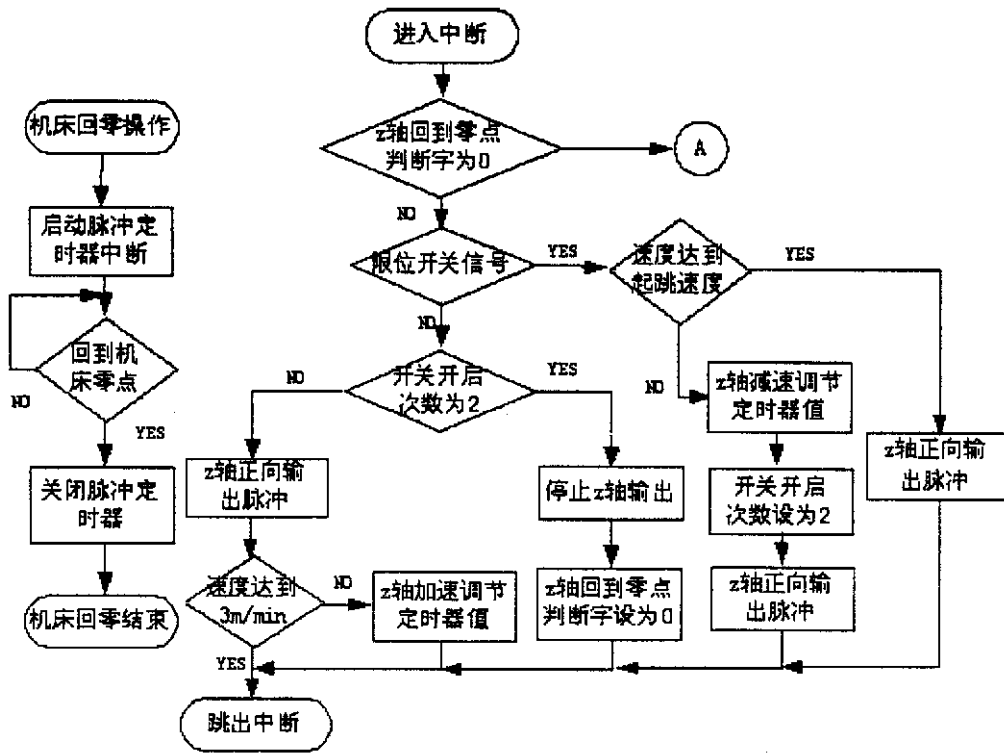 机床回零操作
启动脉冲定
时器中断
回到机
床零点
NO
YES
关闭脉冲定
时器
机床回零结束
进入中断
z轴回到零点
判断字为0
A
NO
限位开关信号
YES
速度达到
起跳速度
YES
NO
开关开启
次数为2
NO
YES
NO
z轴减速调节
定时器值
z轴正向输
出脉冲
z轴正向输
出脉冲
停止z轴输出
开关开启
次数设为2
速度达到
3m/min
NO
z轴加速调节
定时器值
z轴回到零点
判断字设为0
z轴正向输
出脉冲
YES
跳出中断